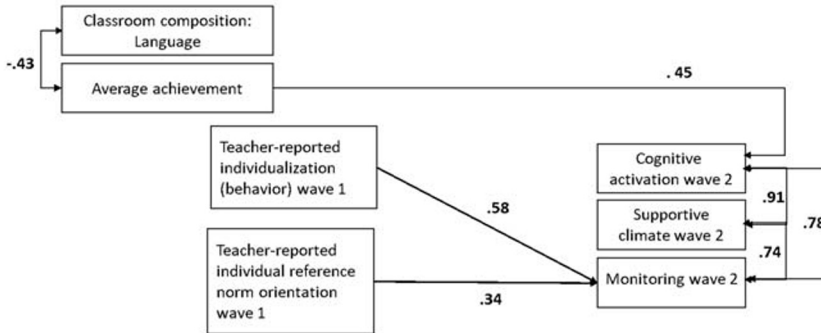 Classroom composition:
Language
-.43
Average achievement
. 45
Teacher-reported
individualization
(behavior) wave 1
Cognitive
activation wave 2
.58
.91
Supportive
climate wave 2
.78
Teacher-reported
individual reference
norm orientation
wave 1
.74
Monitoring wave 2
.34